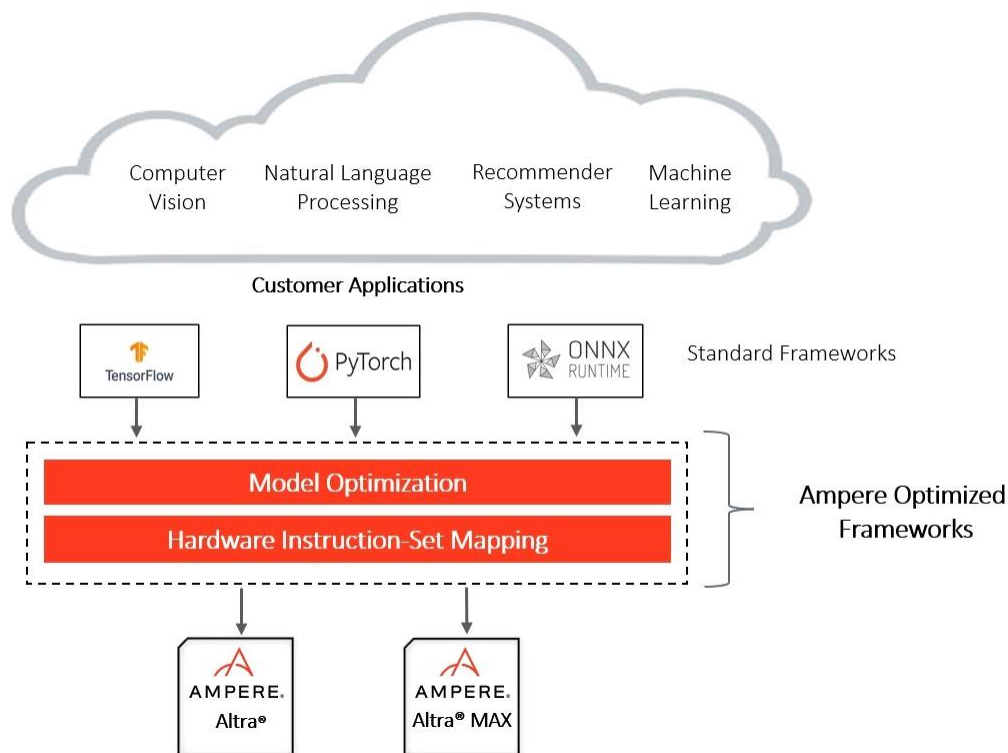 Computer
Vision
Natural Language
Processing
Recommender
Systems
Machine
Learning
Customer Applications
TensorFlow
PyTorch
ONNX
RUNTIME
Standard Frameworks
Model Optimization
Hardware Instruction-Set Mapping
Ampere Optimized
Frameworks
AMPERE.
Altra®
AMPERE.
Altra® MAX